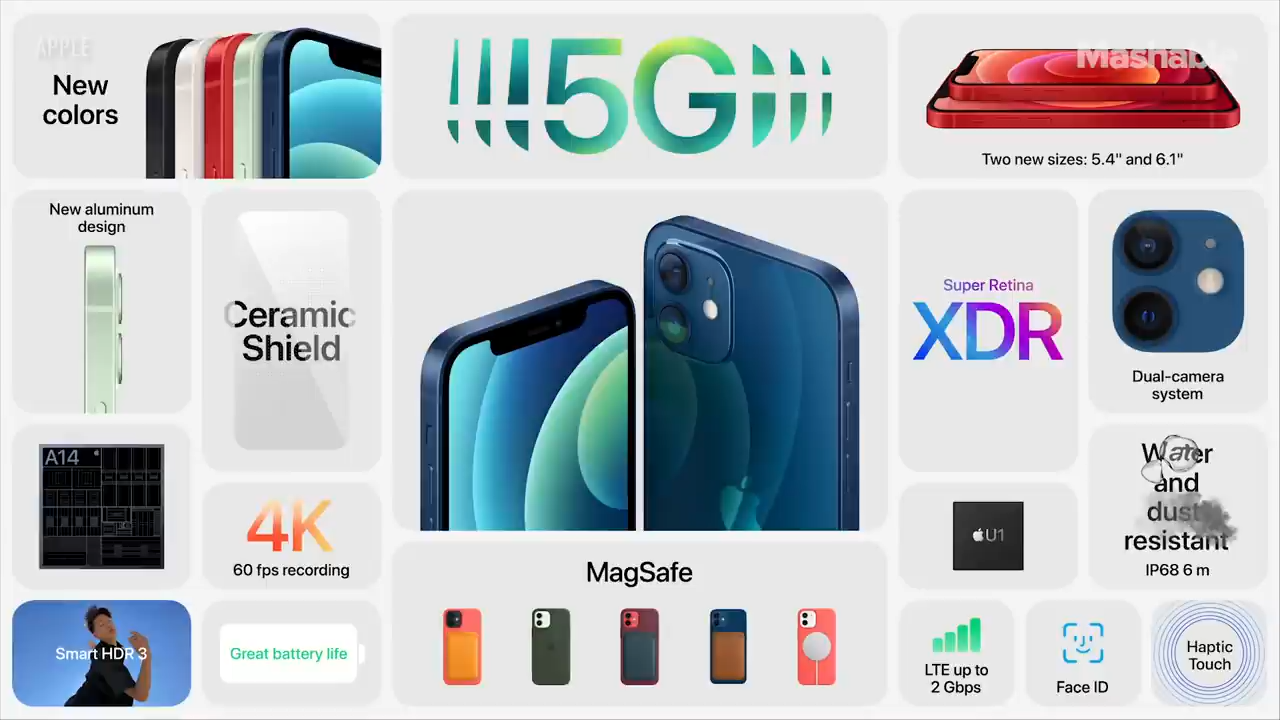 APPLE
New
colors
5G
Mashable
Two new sizes: 5.4" and 6.1"
New aluminum
design
Ceramic
Shield
Super Retina
XDR
Dual-camera
system
A14
4K
60 fps recording
MagSafe
U1
Water
and
dust
resistant
IP68 6 m
Smart HDR 3
Great battery life
LTE up to
2 Gbps
Face ID
Haptic
Touch